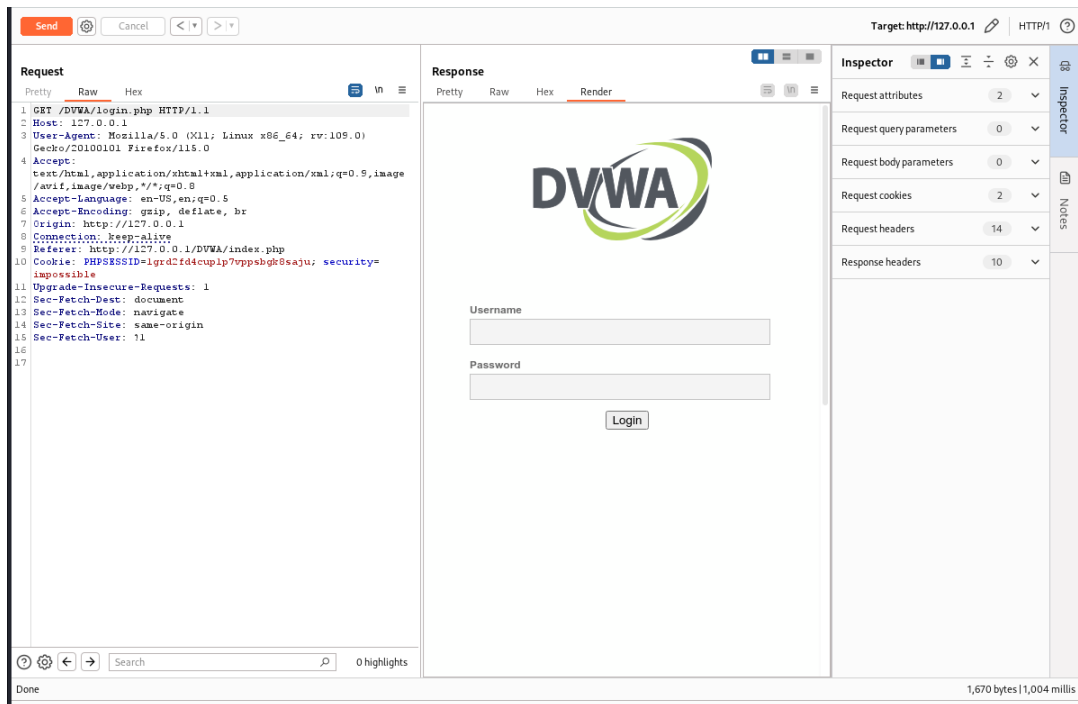 Send
Cancel
< | ▾
> | ▾
Target: http://127.0.0.1
HTTP/1
Request
Pretty Raw Hex
\n
1 GET /DVWA/login.php HTTP/1.1
2 Host: 127.0.0.1
3 User-Agent: Mozilla/5.0 (X11; Linux x86_64; rv:109.0)
Gecko/20100101 Firefox/115.0
4 Accept:
text/html,application/xhtml+xml,application/xml;q=0.9,image
/avif,image/webp,*/*;q=0.8
5 Accept-Language: en-US,en;q=0.5
6 Accept-Encoding: gzip, deflate, br
7 Origin: http://127.0.0.1
8 Connection: keep-alive
9 Referer: http://127.0.0.1/DVWA/index.php
10 Cookie: PHPSESSID=lgrd2fd4cuplp7vppsbgk8saju; security=
impossible
11 Upgrade-Insecure-Requests: 1
12 Sec-Fetch-Dest: document
13 Sec-Fetch-Mode: navigate
14 Sec-Fetch-Site: same-origin
15 Sec-Fetch-User: ?1
16
17
Search
0 highlights
Response
Pretty Raw Hex Render
\n
DVWA
Username
Password
Login
Inspector
Request attributes 2
Request query parameters 0
Request body parameters 0
Request cookies 2
Request headers 14
Response headers 10
Inspector
Notes
Done
1,670 bytes | 1,004 millis